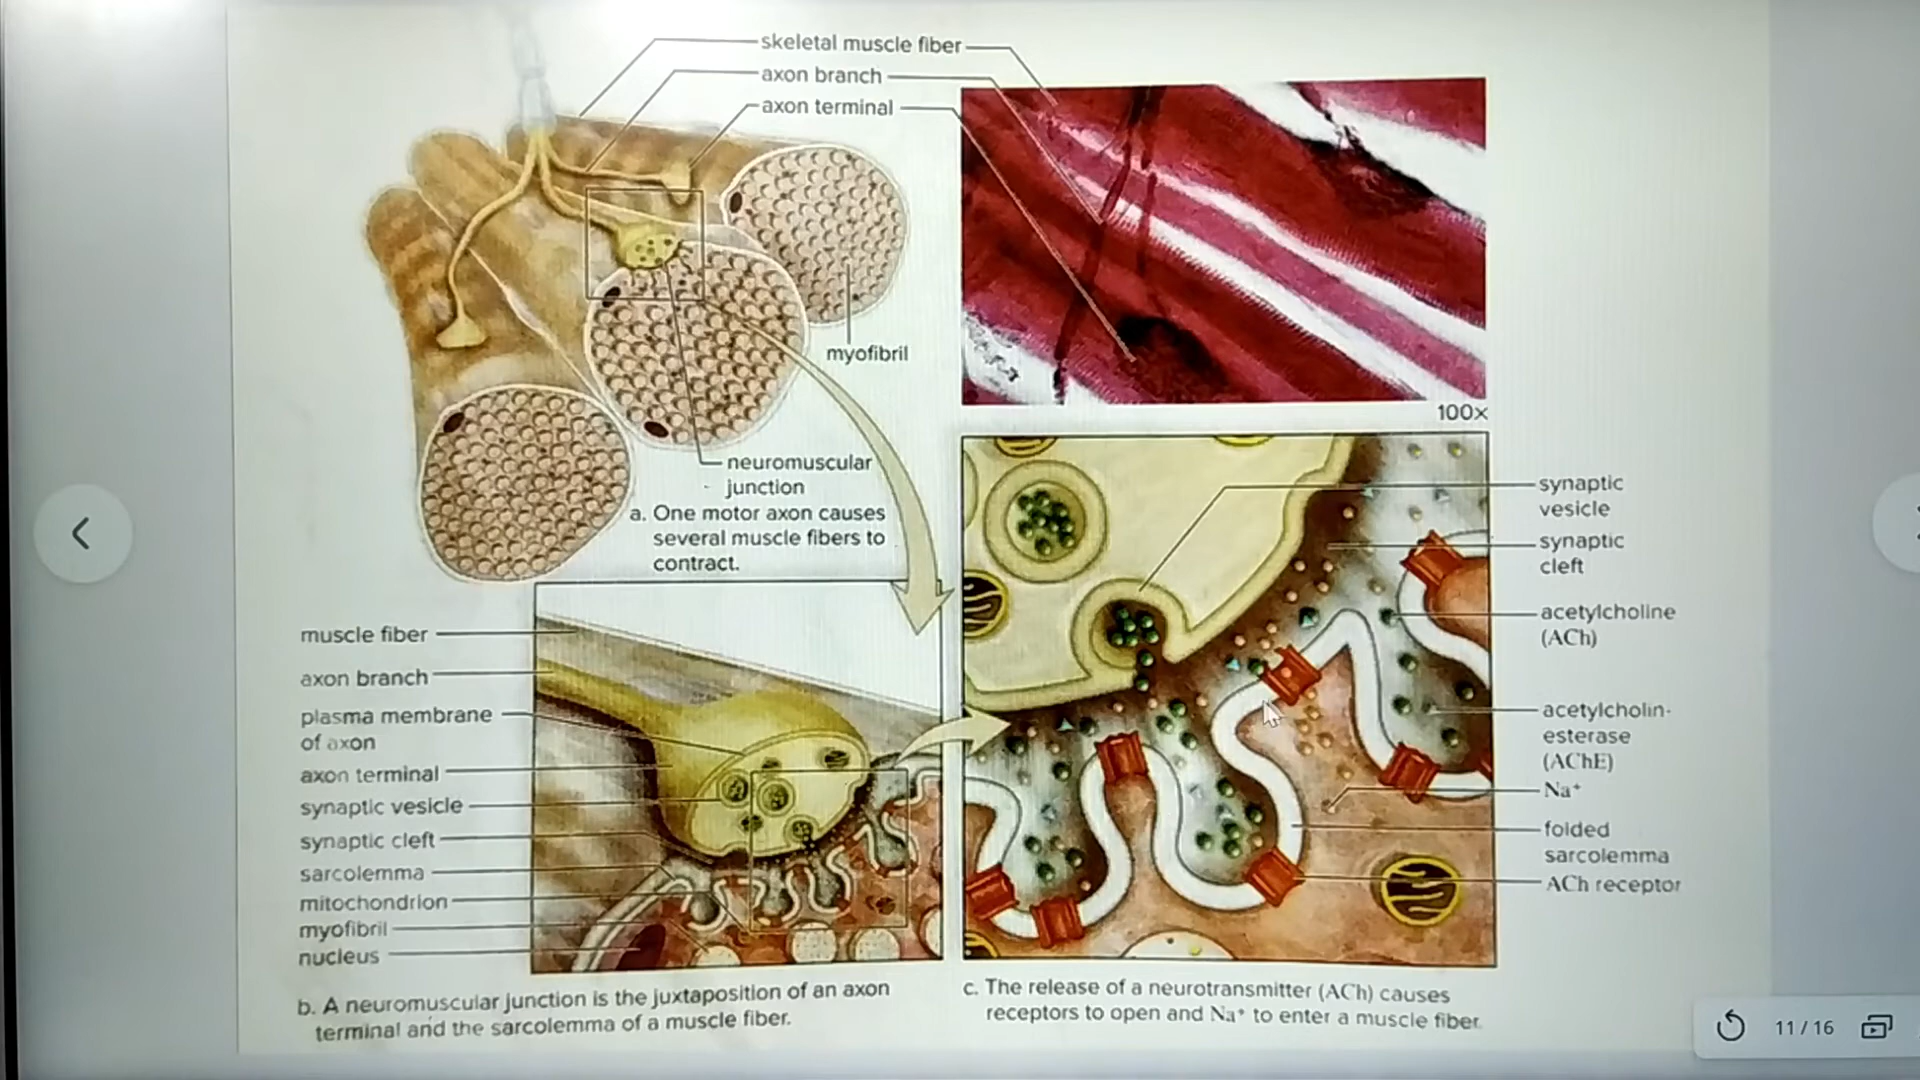 skeletal muscle fiber
axon branch
axon terminal
myofibril
100×
neuromuscular
junction
a. One motor axon causes
several muscle fibers to
contract.
muscle fiber
axon branch
plasma membrane
of axon
axon terminal
synaptic vesicle
synaptic cleft
sarcolemma
mitochondrion
myofibril
nucleus
b. A neuromuscular junction is the juxtaposition of an axon
terminal and the sarcolemma of a muscle fiber.
synaptic
vesicle
synaptic
cleft
acetylcholine
(ACh)
acetylcholin-
esterase
(AChE)
Na⁺
folded
sarcolemma
ACh receptor
c. The release of a neurotransmitter (ACh) causes
receptors to open and Na⁺ to enter a muscle fiber.
11 / 16